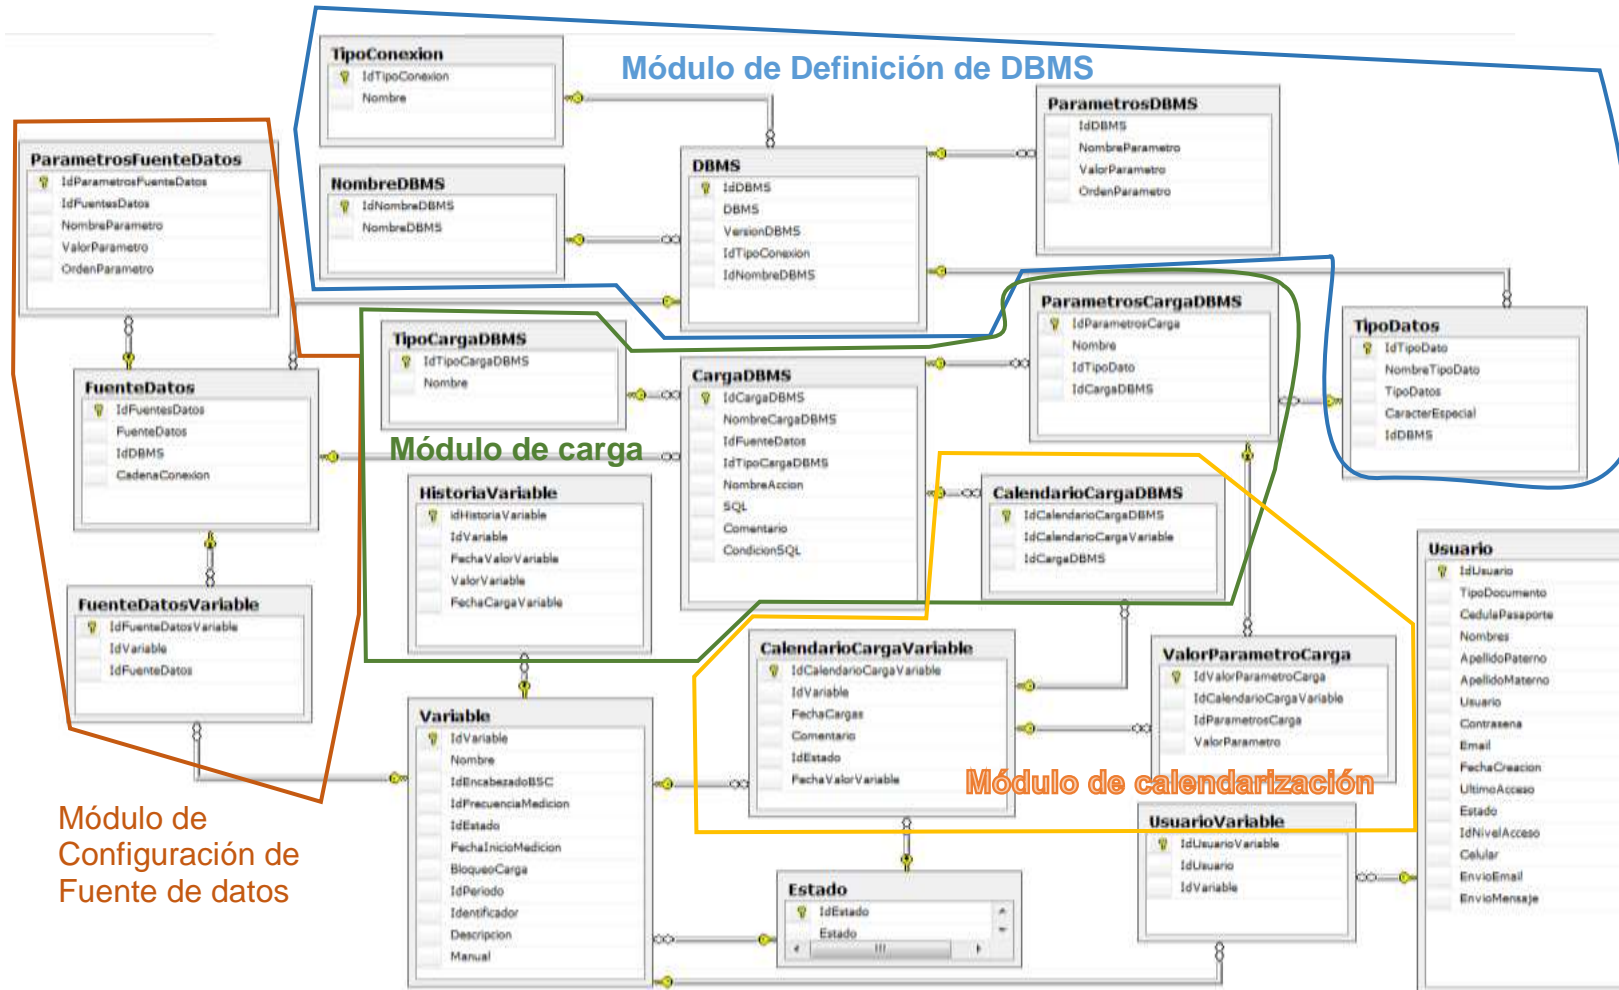 TipoConexion
IdTipoConexion
Nombre
Módulo de Definición de DBMS
ParametrosDBMS
IdDBMS
NombreParametro
ValorParametro
OrdenParametro
ParametrosFuenteDatos
IdParametrosFuenteDatos
IdFuentesDatos
NombreParametro
ValorParametro
OrdenParametro
NombreDBMS
IdNombreDBMS
NombreDBMS
DBMS
IdDBMS
DBMS
VersionDBMS
IdTipoConexion
IdNombreDBMS
TipoCargaDBMS
IdTipoCargaDBMS
Nombre
ParametrosCargaDBMS
IdParametrosCarga
Nombre
IdTipoDato
IdCargaDBMS
TipoDatos
IdTipoDato
NombreTipoDato
TipoDatos
CaracterEspecial
IdDBMS
FuenteDatos
IdFuentesDatos
FuenteDatos
IdDBMS
CadenaConexion
CargaDBMS
IdCargaDBMS
NombreCargaDBMS
IdFuenteDatos
IdTipoCargaDBMS
NombreAccion
SQL
Comentario
CondicionSQL
Módulo de carga
HistoriaVariable
idHistoriaVariable
IdVariable
FechaValorVariable
ValorVariable
FechaCargaVariable
CalendarioCargaDBMS
IdCalendarioCargaDBMS
IdCalendarioCargaVariable
IdCargaDBMS
FuenteDatosVariable
IdFuenteDatosVariable
IdVariable
IdFuenteDatos
CalendarioCargaVariable
IdCalendarioCargaVariable
IdVariable
FechaCargas
Comentario
IdEstado
FechaValorVariable
ValorParametroCarga
IdValorParametroCarga
IdCalendarioCargaVariable
IdParametrosCarga
ValorParametro
Módulo de calendarización
Usuario
IdUsuario
TipoDocumento
CedulaPasaporte
Nombres
ApellidoPaterno
ApellidoMaterno
Usuario
Contrasena
Email
FechaCreacion
UltimoAcceso
Estado
IdNivelAcceso
Celular
EnvioEmail
EnvioMensaje
Variable
IdVariable
Nombre
IdEncabezadoBSC
IdFrecuenciaMedicion
IdEstado
FechaInicioMedicion
BloqueoCarga
IdPeriodo
Identificador
Descripcion
Manual
Módulo de
Configuración de
Fuente de datos
UsuarioVariable
IdUsuarioVariable
IdUsuario
IdVariable
Estado
IdEstado
Estado